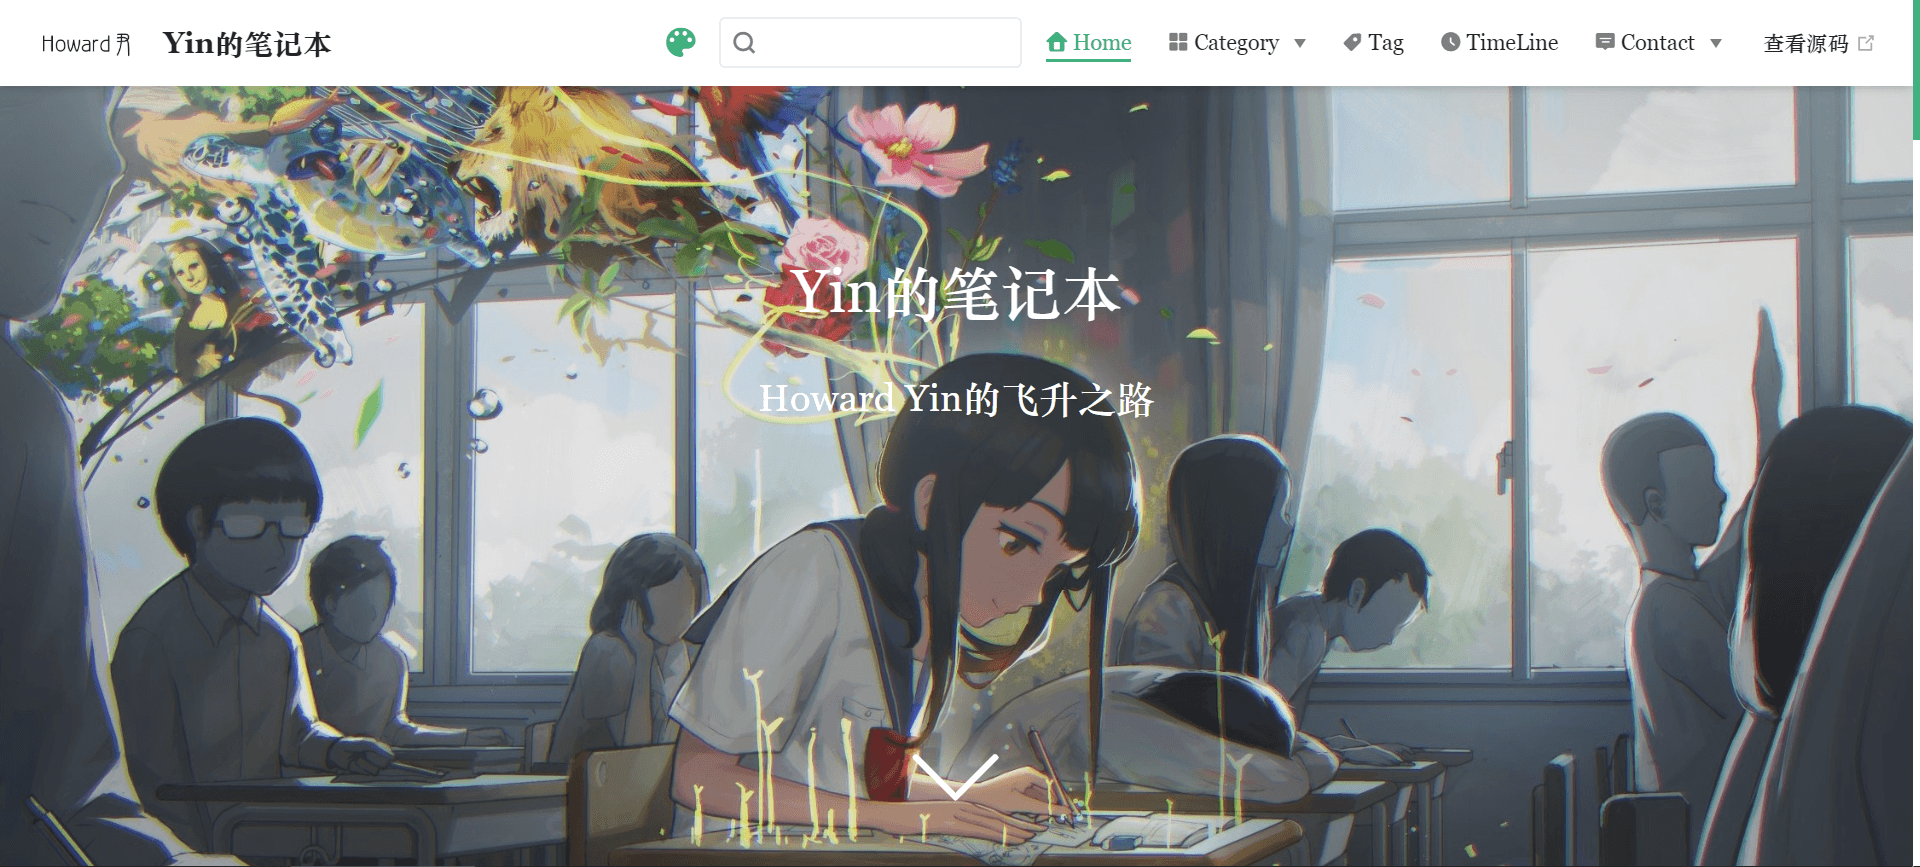 Howard 尹
Yin的笔记本
Home
Category
Tag
TimeLine
Contact
查看源码
Yin的笔记本
Howard Yin的飞升之路